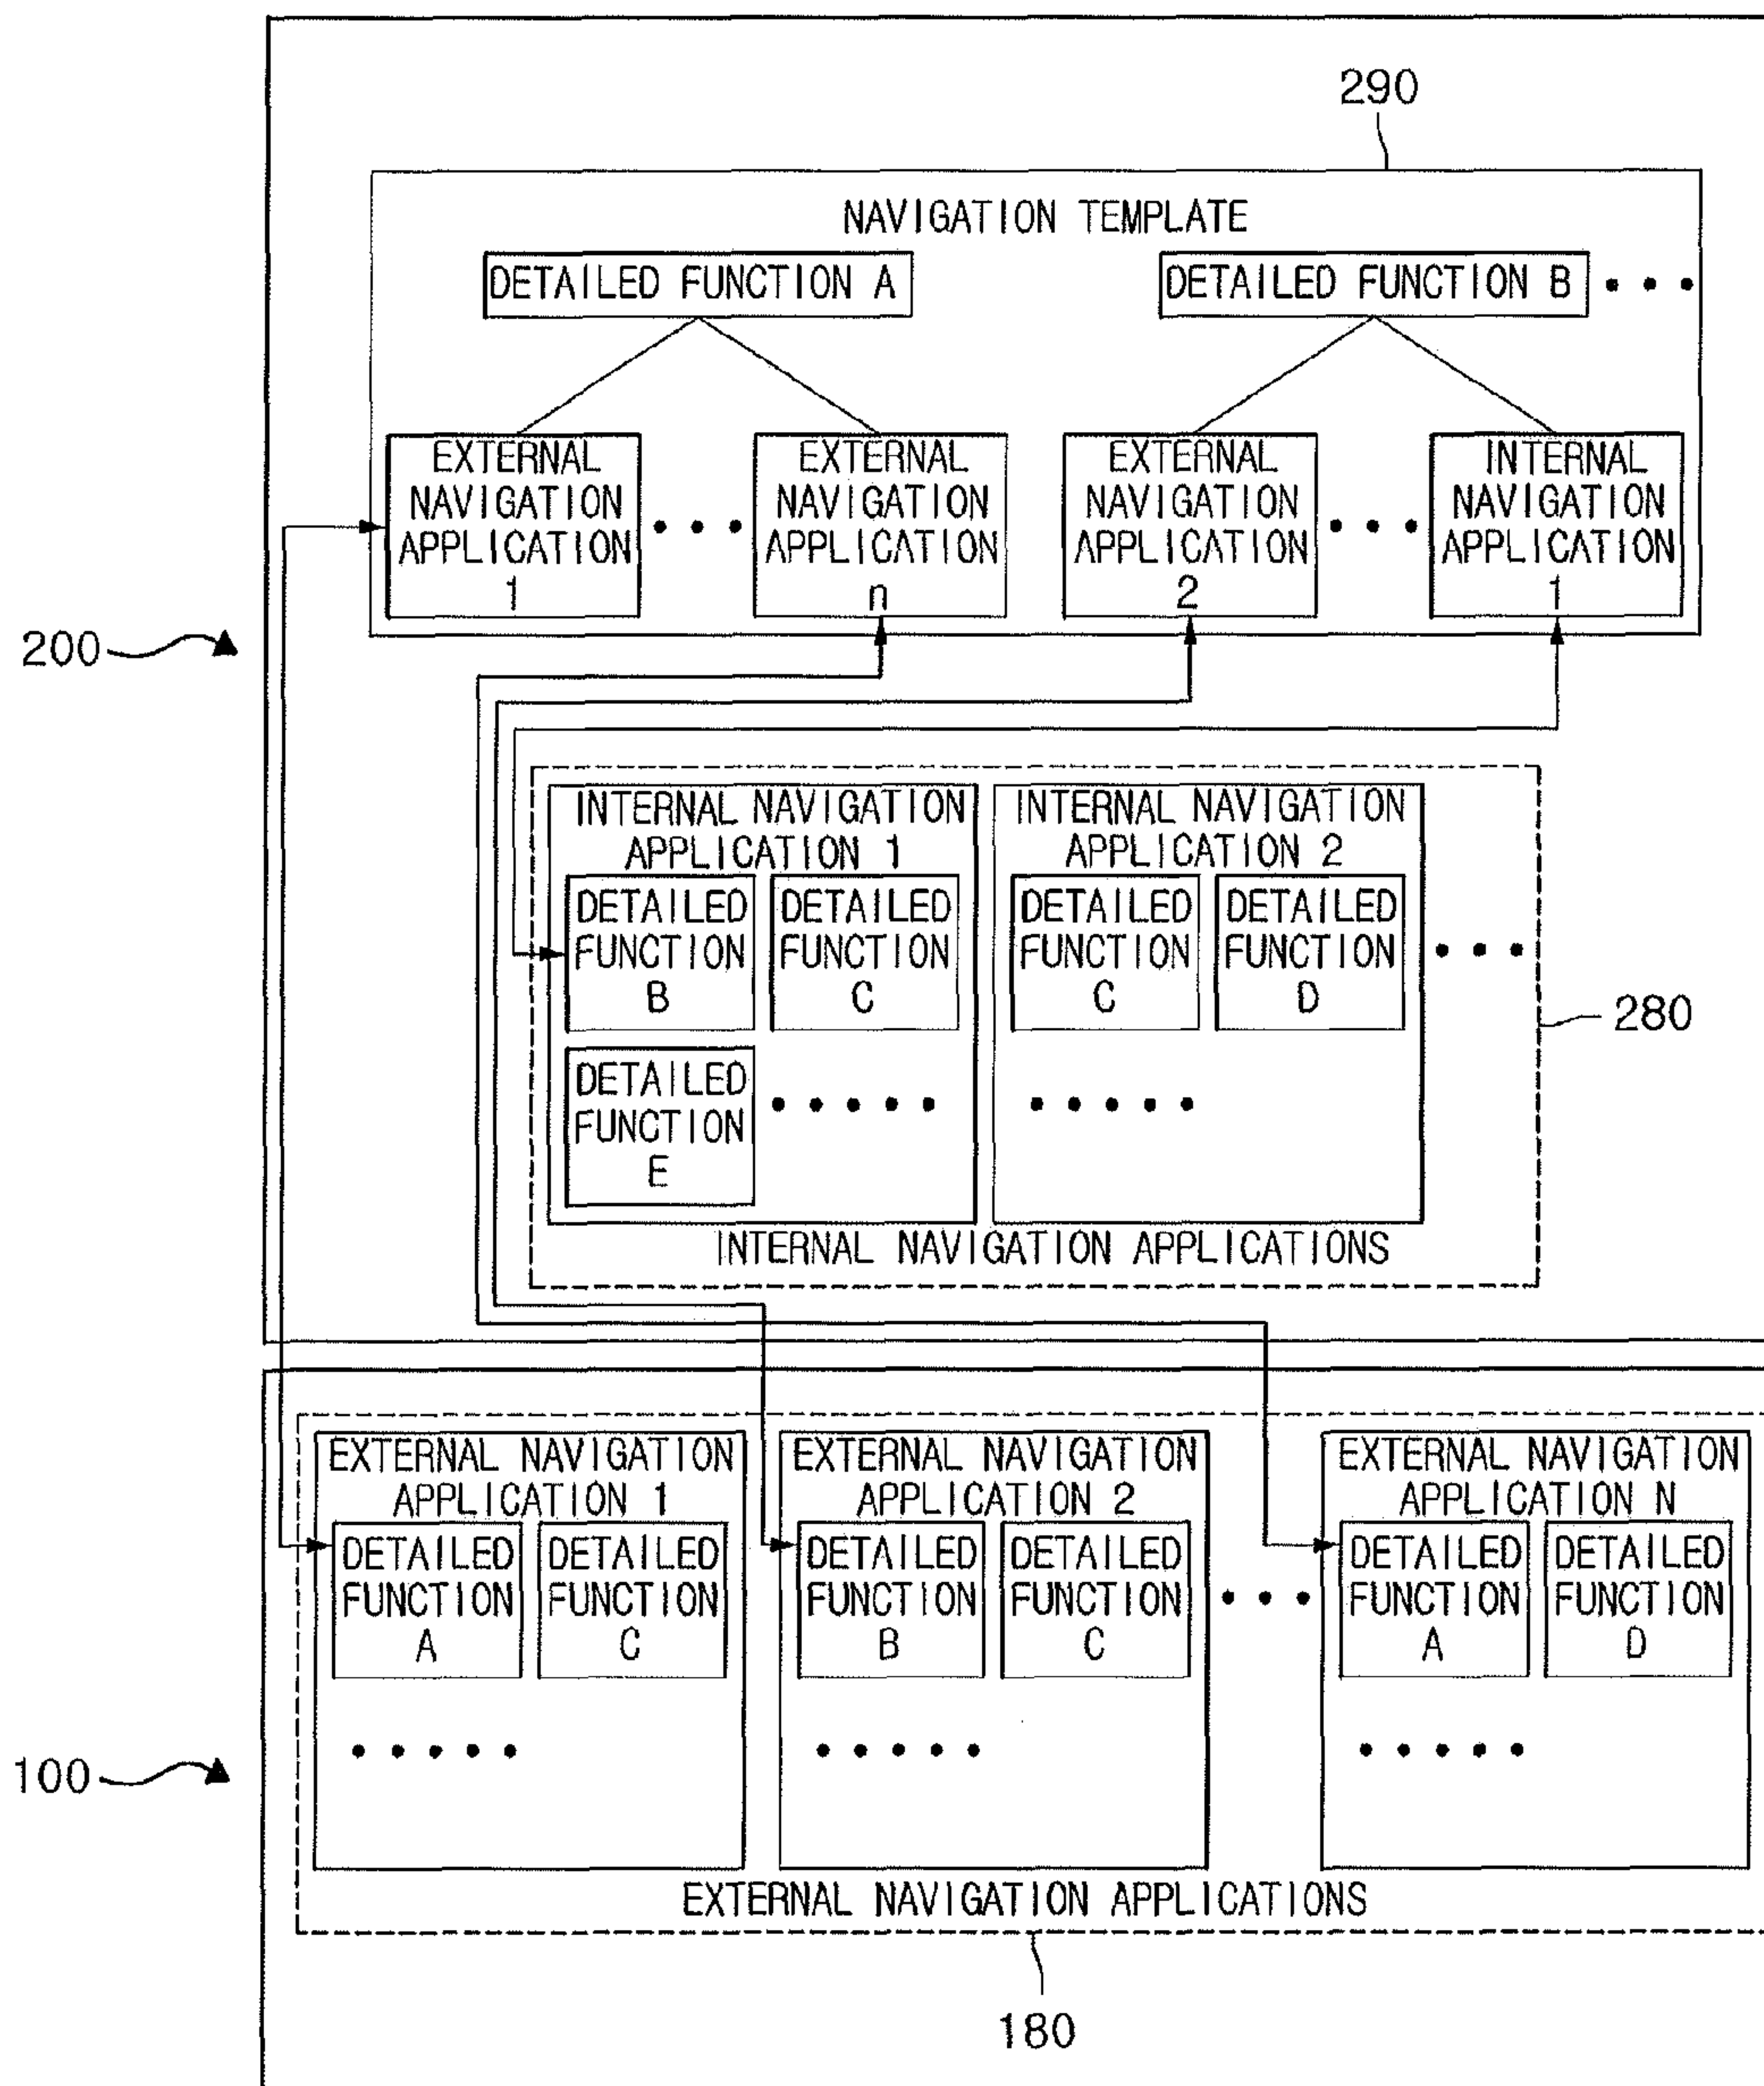 290
NAVIGATION TEMPLATE
DETAILED FUNCTION A
DETAILED FUNCTION B
EXTERNAL
NAVIGATION
APPLICATION
1
EXTERNAL
NAVIGATION
APPLICATION
n
EXTERNAL
NAVIGATION
APPLICATION
2
INTERNAL
NAVIGATION
APPLICATION
1
200
INTERNAL NAVIGATION
APPLICATION 1
DETAILED
FUNCTION
B
DETAILED
FUNCTION
C
DETAILED
FUNCTION
E
INTERNAL NAVIGATION
APPLICATION 2
DETAILED
FUNCTION
C
DETAILED
FUNCTION
D
280
INTERNAL NAVIGATION APPLICATIONS
EXTERNAL NAVIGATION
APPLICATION 1
DETAILED
FUNCTION
A
DETAILED
FUNCTION
C
EXTERNAL NAVIGATION
APPLICATION 2
DETAILED
FUNCTION
B
DETAILED
FUNCTION
C
EXTERNAL NAVIGATION
APPLICATION N
DETAILED
FUNCTION
A
DETAILED
FUNCTION
D
100
EXTERNAL NAVIGATION APPLICATIONS
180